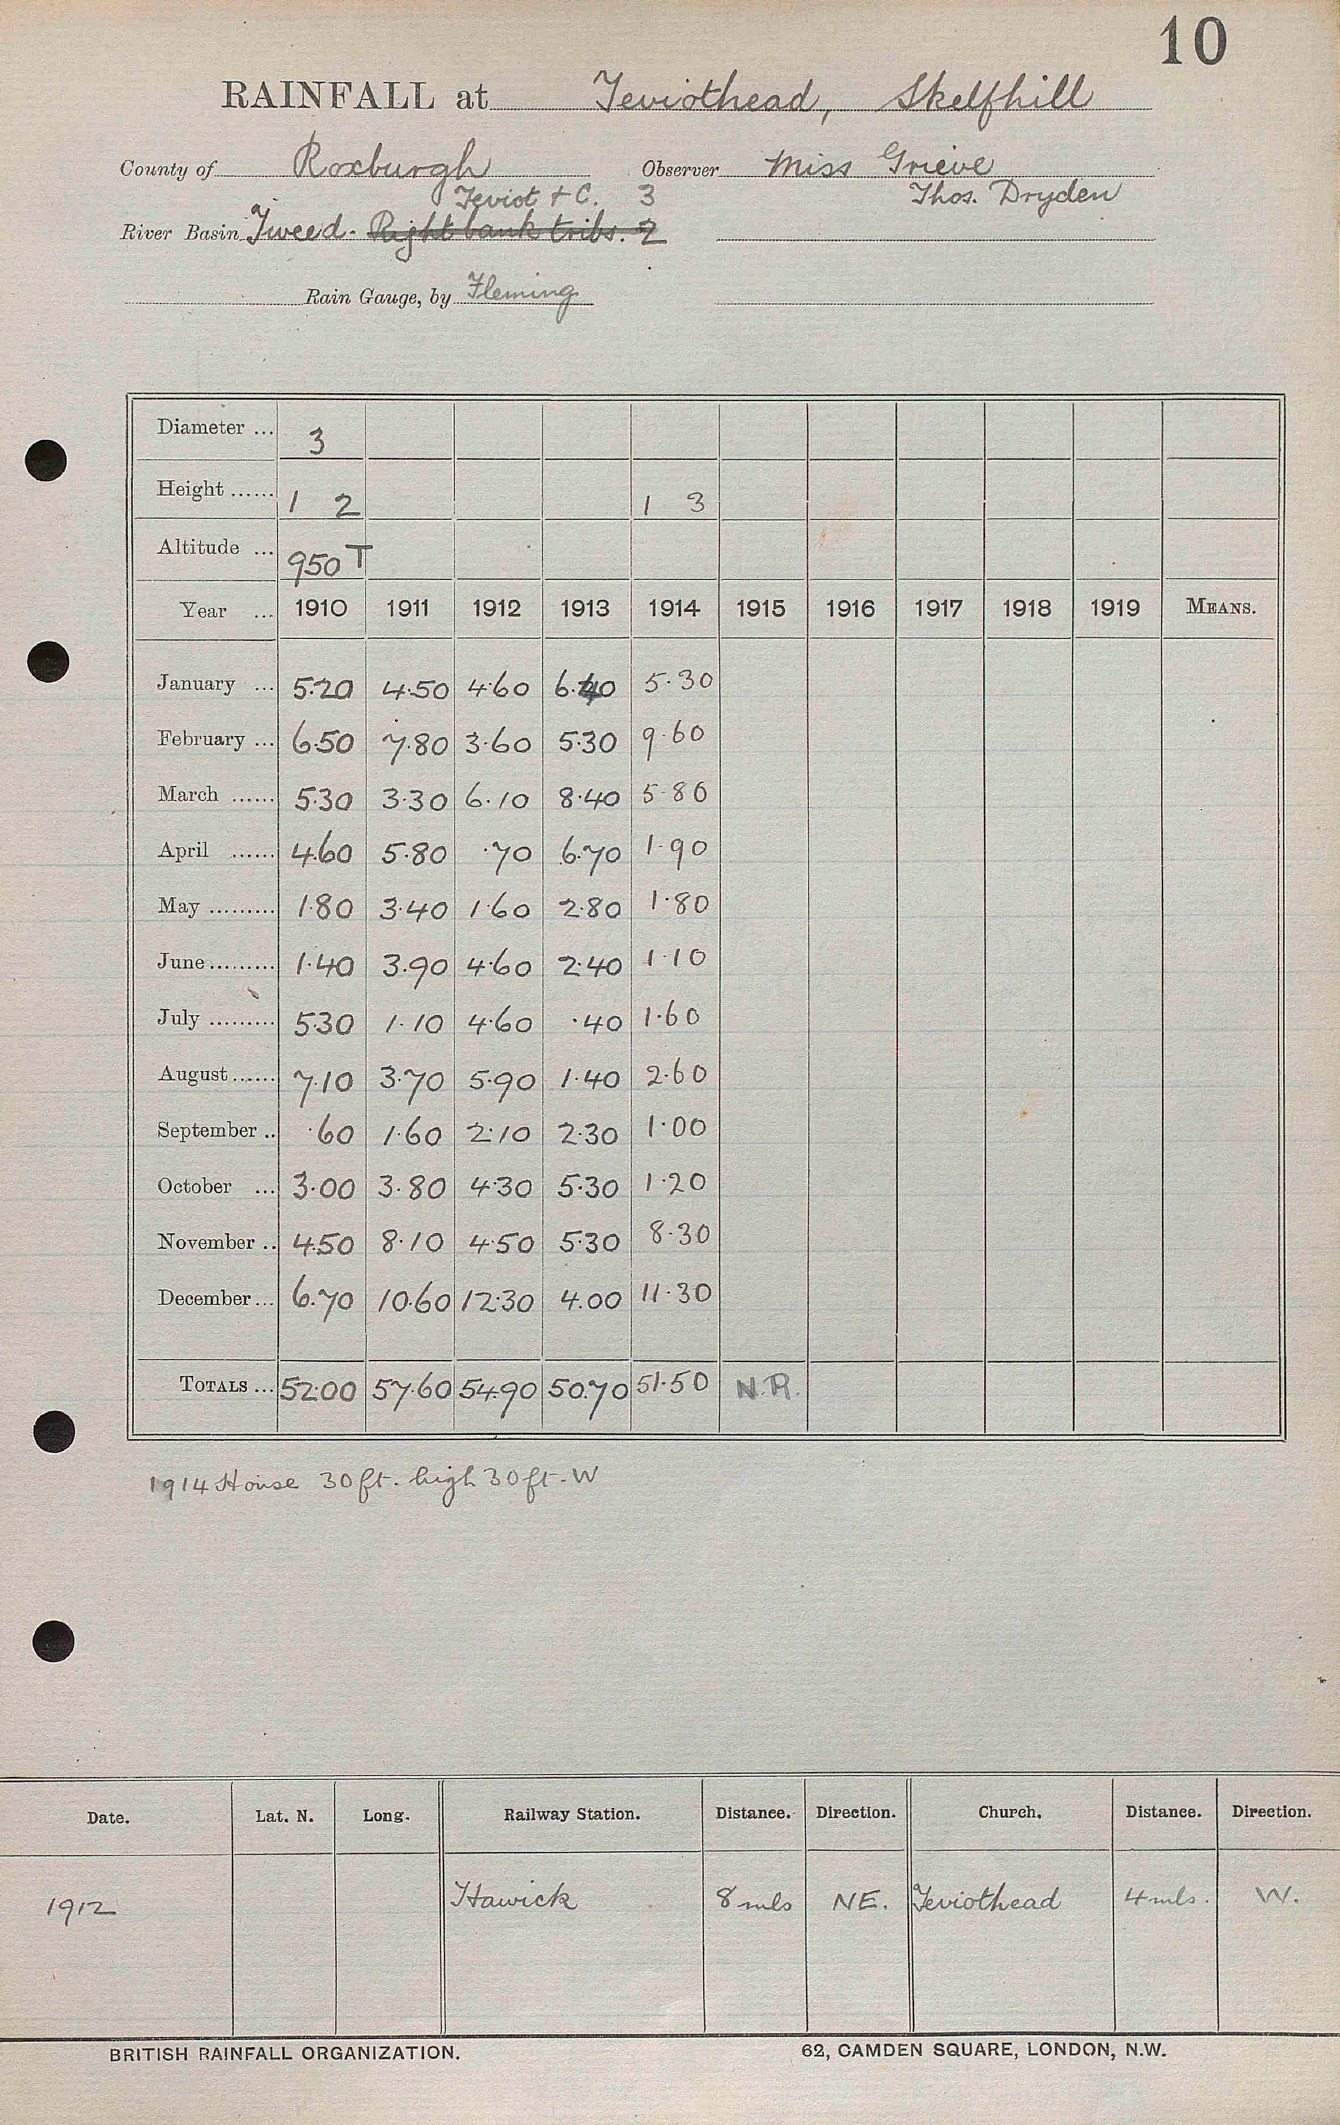 10
RAINFALL at Teviothead, Skelfhill
County of Roxburgh Observer Miss Grieve
Teviot & C. 3 Thos. Dryden
River Basin Tweed. Right bank tribs. 2
Rain Gauge, by Fleming
Diameter ... 3
Height ...... 1 2 1 3
Altitude ... 950 T
Year ... 1910 1911 1912 1913 1914 1915 1916 1917 1918 1919 MEANS.
January ... 5.20 4.50 4.60 6.40 5.30
February ... 6.50 7.80 3.60 5.30 9.60
March ...... 5.30 3.30 6.10 8.40 5.80
April ...... 4.60 5.80 .70 6.70 1.90
May ......... 1.80 3.40 1.60 2.80 1.80
June ......... 1.40 3.90 4.60 2.40 1.10
July ......... 5.30 1.10 4.60 .40 1.60
August ...... 7.10 3.70 5.90 1.40 2.60
September .. .60 1.60 2.10 2.30 1.00
October ... 3.00 3.80 4.30 5.30 1.20
November .. 4.50 8.10 4.50 5.30 8.30
December ... 6.70 10.60 12.30 4.00 11.30
TOTALS ... 52.00 57.60 54.90 50.70 51.50 N.R.
1914 House 30 ft. high 30 ft. W
Date. Lat. N. Long. Railway Station. Distance. Direction. Church. Distance. Direction.
1912 Hawick 8 mls NE. Teviothead 4 mls. W.
BRITISH RAINFALL ORGANIZATION. 62, CAMDEN SQUARE, LONDON, N.W.